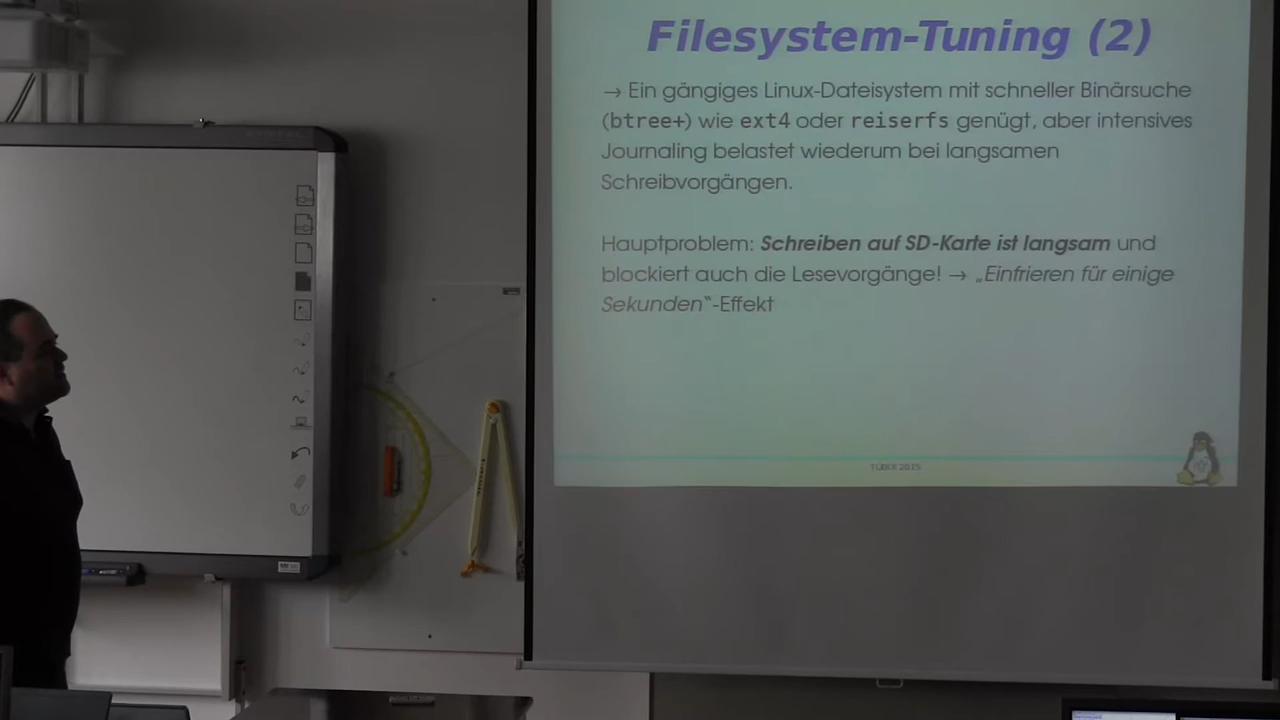 Filesystem-Tuning (2)
→ Ein gängiges Linux-Dateisystem mit schneller Binärsuche
(btree+) wie ext4 oder reiserfs genügt, aber intensives
Journaling belastet wiederum bei langsamen
Schreibvorgängen.
Hauptproblem: Schreiben auf SD-Karte ist langsam und
blockiert auch die Lesevorgänge! → „Einfrieren für einige
Sekunden“-Effekt
TÜBIX 2015